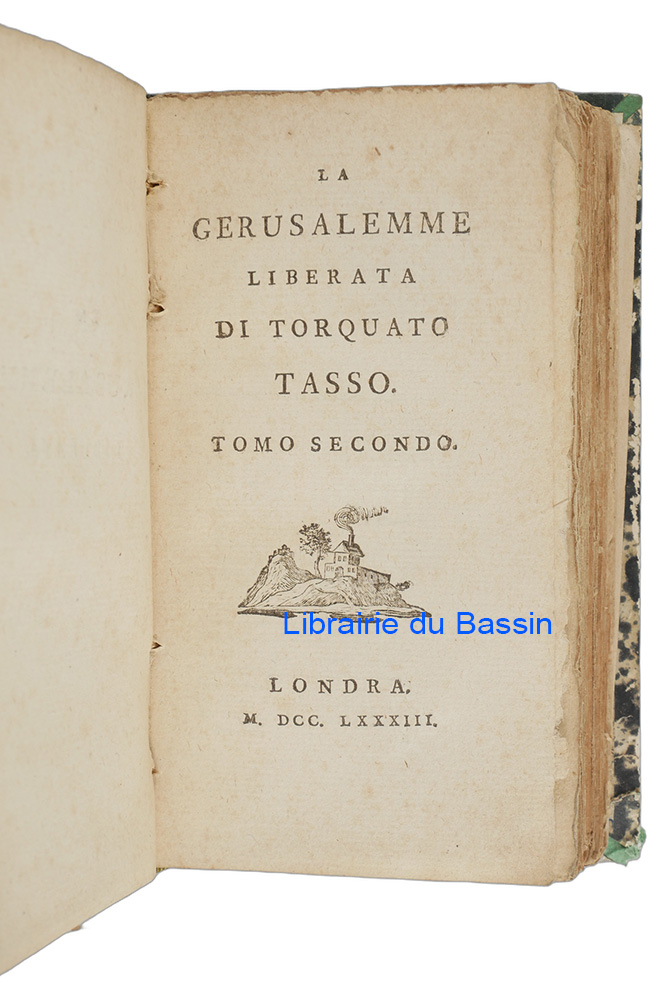 LA
GERUSALEMME
LIBERATA
DI TORQUATO
TASSO.
TOMO SECONDO.
Librairie du Bassin
LONDRA.
M. DCC. LXXXIII.